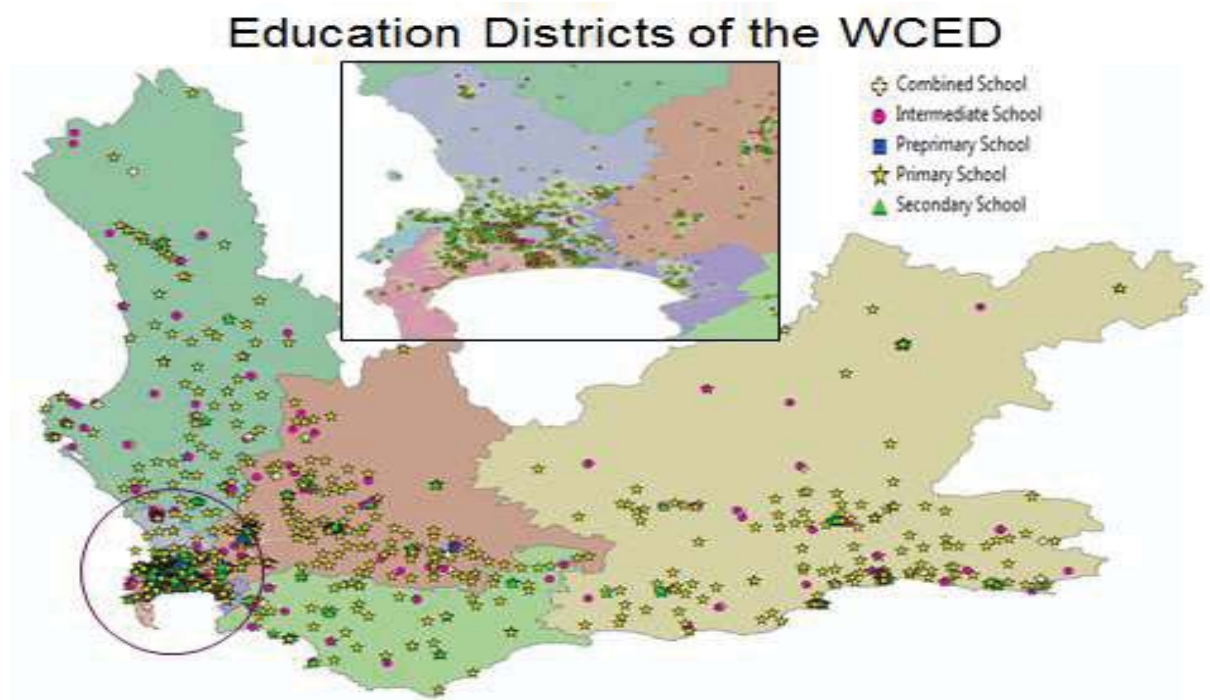 Education Districts of the WCED
Combined School
Intermediate School
Preprimary School
Primary School
Secondary School